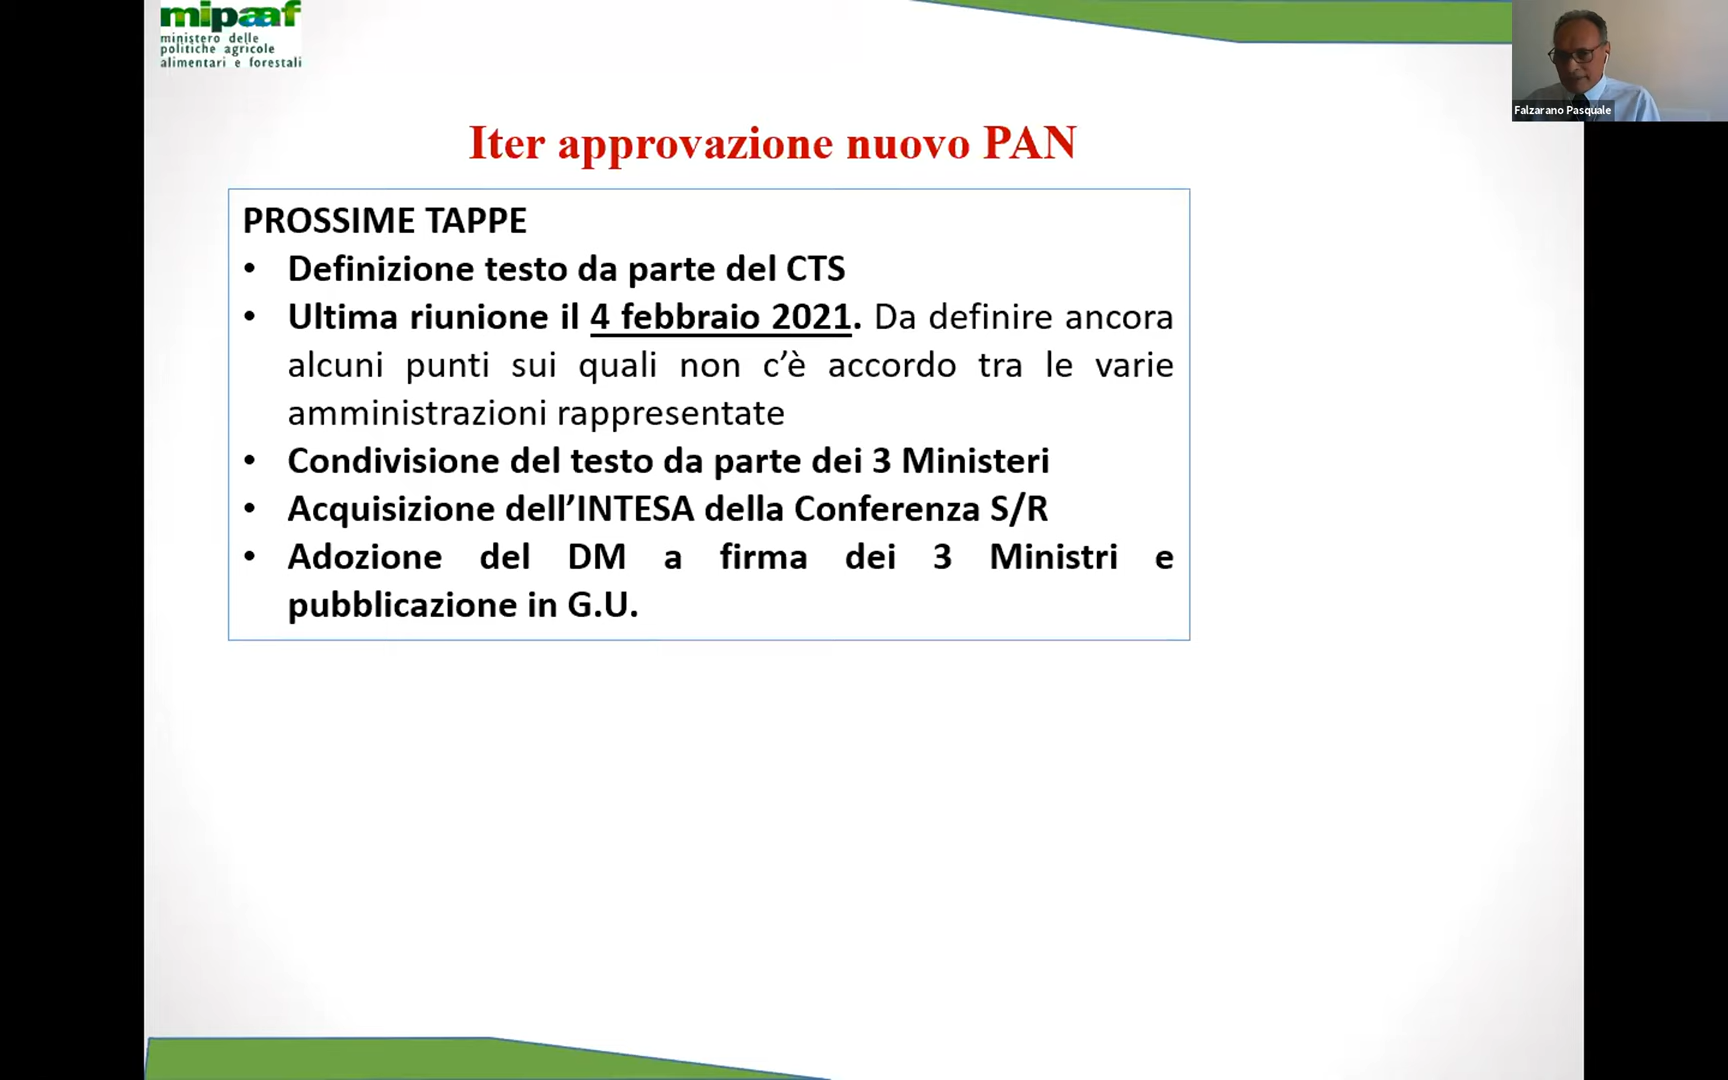 mipaaf
ministero delle
politiche agricole
alimentari e forestali
Falzarano Pasquale
Iter approvazione nuovo PAN
PROSSIME TAPPE
• Definizione testo da parte del CTS
• Ultima riunione il 4 febbraio 2021. Da definire ancora
alcuni punti sui quali non c’è accordo tra le varie
amministrazioni rappresentate
• Condivisione del testo da parte dei 3 Ministeri
• Acquisizione dell’INTESA della Conferenza S/R
• Adozione del DM a firma dei 3 Ministri e
pubblicazione in G.U.